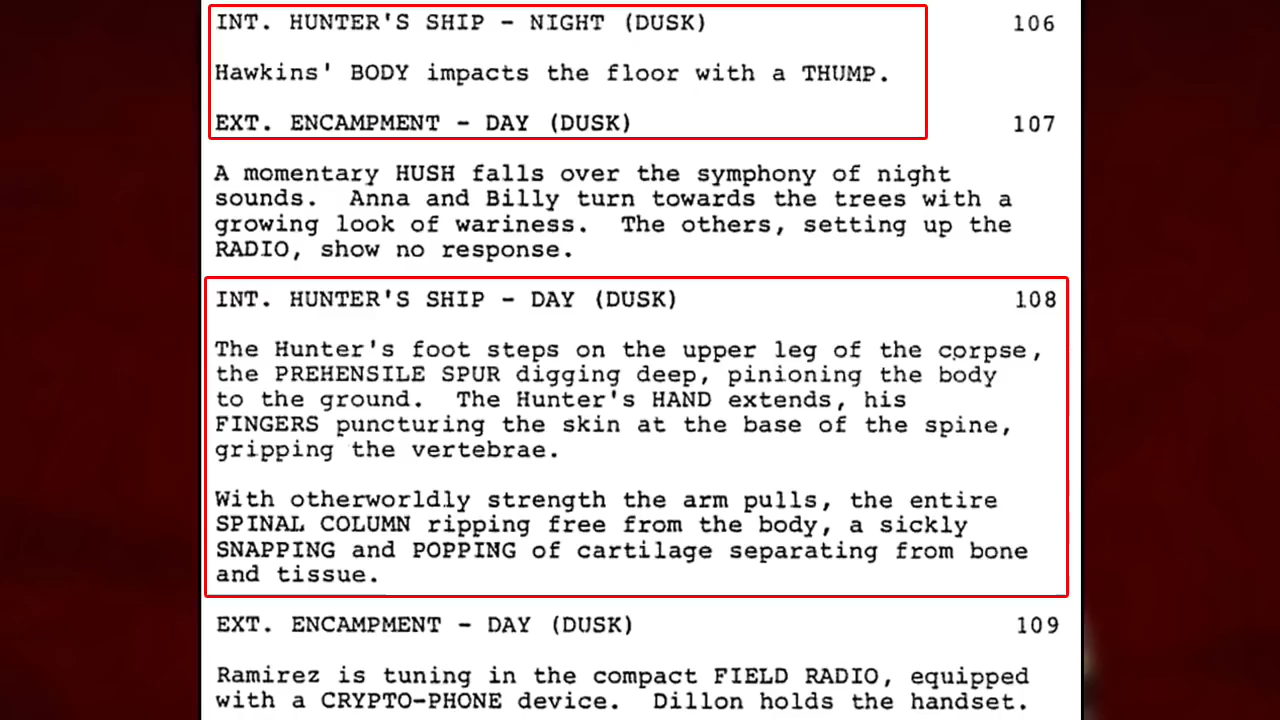 INT. HUNTER'S SHIP - NIGHT (DUSK) 106
Hawkins' BODY impacts the floor with a THUMP.
EXT. ENCAMPMENT - DAY (DUSK) 107
A momentary HUSH falls over the symphony of night
sounds. Anna and Billy turn towards the trees with a
growing look of wariness. The others, setting up the
RADIO, show no response.
INT. HUNTER'S SHIP - DAY (DUSK) 108
The Hunter's foot steps on the upper leg of the corpse,
the PREHENSILE SPUR digging deep, pinioning the body
to the ground. The Hunter's HAND extends, his
FINGERS puncturing the skin at the base of the spine,
gripping the vertebrae.
With otherworldly strength the arm pulls, the entire
SPINAL COLUMN ripping free from the body, a sickly
SNAPPING and POPPING of cartilage separating from bone
and tissue.
EXT. ENCAMPMENT - DAY (DUSK) 109
Ramirez is tuning in the compact FIELD RADIO, equipped
with a CRYPTO-PHONE device. Dillon holds the handset.